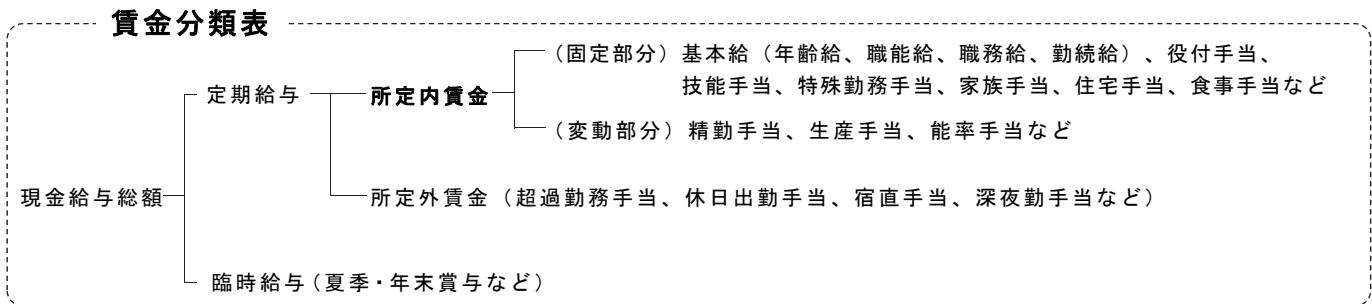 賃金分類表
(固定部分)基本給(年齢給、職能給、職務給、勤続給)、役付手当、
技能手当、特殊勤務手当、家族手当、住宅手当、食事手当など
定期給与
所定内賃金
(変動部分)精勤手当、生産手当、能率手当など
現金給与総額
所定外賃金(超過勤務手当、休日出勤手当、宿直手当、深夜勤手当など)
臨時給与(夏季・年末賞与など)